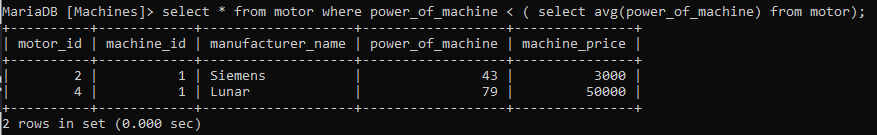 MariaDB [Machines]> select * from motor where power_of_machine < ( select avg(power_of_machine) from motor);
+----------+------------+-------------------+------------------+---------------+
| motor_id | machine_id | manufacturer_name | power_of_machine | machine_price |
+----------+------------+-------------------+------------------+---------------+
|        2 |          1 | Siemens           |               43 |          3000 |
|        4 |          1 | Lunar             |               79 |         50000 |
+----------+------------+-------------------+------------------+---------------+
2 rows in set (0.000 sec)